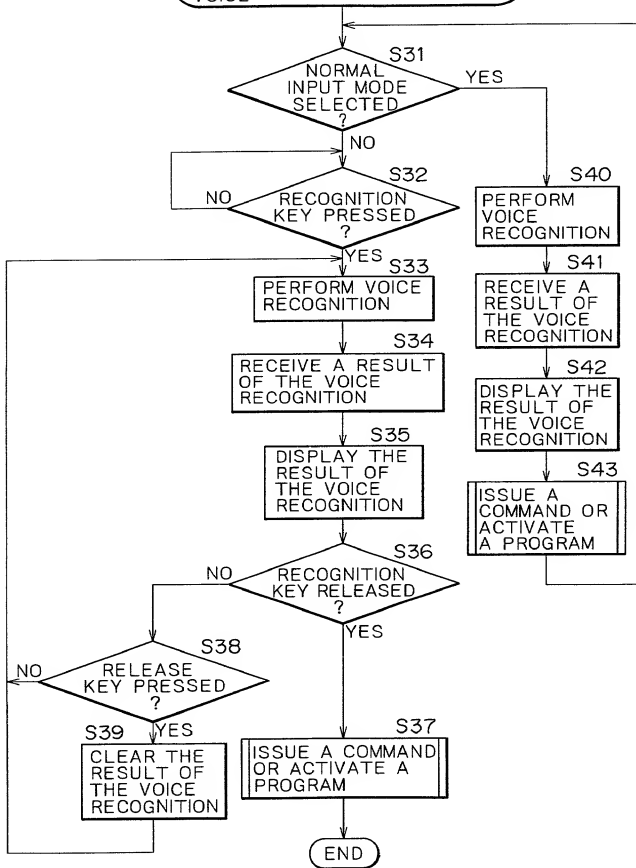 S31
NORMAL
INPUT MODE
SELECTED
?
YES
NO
S32
RECOGNITION
KEY PRESSED
?
NO
YES
S33
PERFORM VOICE
RECOGNITION
S34
RECEIVE A RESULT
OF THE VOICE
RECOGNITION
S35
DISPLAY THE
RESULT OF
THE VOICE
RECOGNITION
S36
RECOGNITION
KEY RELEASED
?
NO
YES
S38
RELEASE
KEY PRESSED
?
NO
YES
S39
CLEAR THE
RESULT OF
THE VOICE
RECOGNITION
S37
ISSUE A COMMAND
OR ACTIVATE A
PROGRAM
END
S40
PERFORM
VOICE
RECOGNITION
S41
RECEIVE A
RESULT OF
THE VOICE
RECOGNITION
S42
DISPLAY THE
RESULT OF
THE VOICE
RECOGNITION
S43
ISSUE A
COMMAND OR
ACTIVATE
A PROGRAM